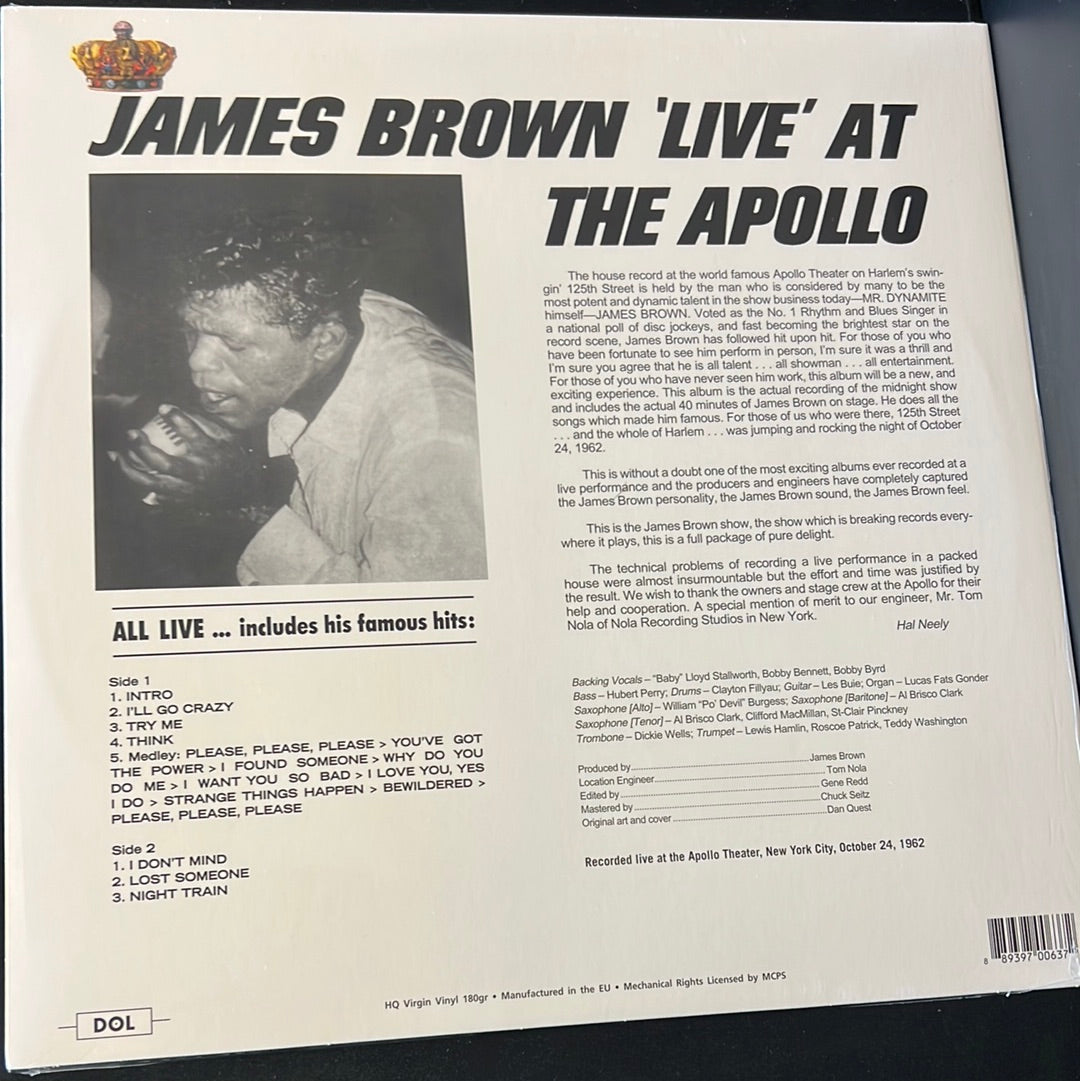 JAMES BROWN 'LIVE' AT
THE APOLLO
The house record at the world famous Apollo Theater on Harlem's swin-
gin' 125th Street is held by the man who is considered by many to be the
most potent and dynamic talent in the show business today—MR. DYNAMITE
himself—JAMES BROWN. Voted as the No. 1 Rhythm and Blues Singer in
a national poll of disc jockeys, and fast becoming the brightest star on the
record scene, James Brown has followed hit upon hit. For those of you who
have been fortunate to see him perform in person, I'm sure it was a thrill and
I'm sure you agree that he is all talent . . . all showman . . . all entertainment.
For those of you who have never seen him work, this album will be a new, and
exciting experience. This album is the actual recording of the midnight show
and includes the actual 40 minutes of James Brown on stage. He does all the
songs which made him famous. For those of us who were there, 125th Street
. . . and the whole of Harlem . . . was jumping and rocking the night of October
24, 1962.
This is without a doubt one of the most exciting albums ever recorded at a
live performance and the producers and engineers have completely captured
the James Brown personality, the James Brown sound, the James Brown feel.
This is the James Brown show, the show which is breaking records every-
where it plays, this is a full package of pure delight.
The technical problems of recording a live performance in a packed
house were almost insurmountable but the effort and time was justified by
the result. We wish to thank the owners and stage crew at the Apollo for their
help and cooperation. A special mention of merit to our engineer, Mr. Tom
Nola of Nola Recording Studios in New York.
Hal Neely
ALL LIVE ... includes his famous hits:
Side 1
1. INTRO
2. I'LL GO CRAZY
3. TRY ME
4. THINK
5. Medley: PLEASE, PLEASE, PLEASE > YOU'VE GOT
THE POWER > I FOUND SOMEONE > WHY DO YOU
DO ME > I WANT YOU SO BAD > I LOVE YOU, YES
I DO > STRANGE THINGS HAPPEN > BEWILDERED >
PLEASE, PLEASE, PLEASE
Side 2
1. I DON'T MIND
2. LOST SOMEONE
3. NIGHT TRAIN
Backing Vocals – "Baby" Lloyd Stallworth, Bobby Bennett, Bobby Byrd
Bass – Hubert Perry; Drums – Clayton Fillyau; Guitar – Les Buie; Organ – Lucas Fats Gonder
Saxophone [Alto] – William "Po' Devil" Burgess; Saxophone [Baritone] – Al Brisco Clark
Saxophone [Tenor] – Al Brisco Clark, Clifford MacMillan, St-Clair Pinckney
Trombone – Dickie Wells; Trumpet – Lewis Hamlin, Roscoe Patrick, Teddy Washington
Produced by James Brown
Location Engineer Tom Nola
Edited by Gene Redd
Mastered by Chuck Seitz
Original art and cover Dan Quest
Recorded live at the Apollo Theater, New York City, October 24, 1962
8 89397 00637
HQ Virgin Vinyl 180gr • Manufactured in the EU • Mechanical Rights Licensed by MCPS
DOL